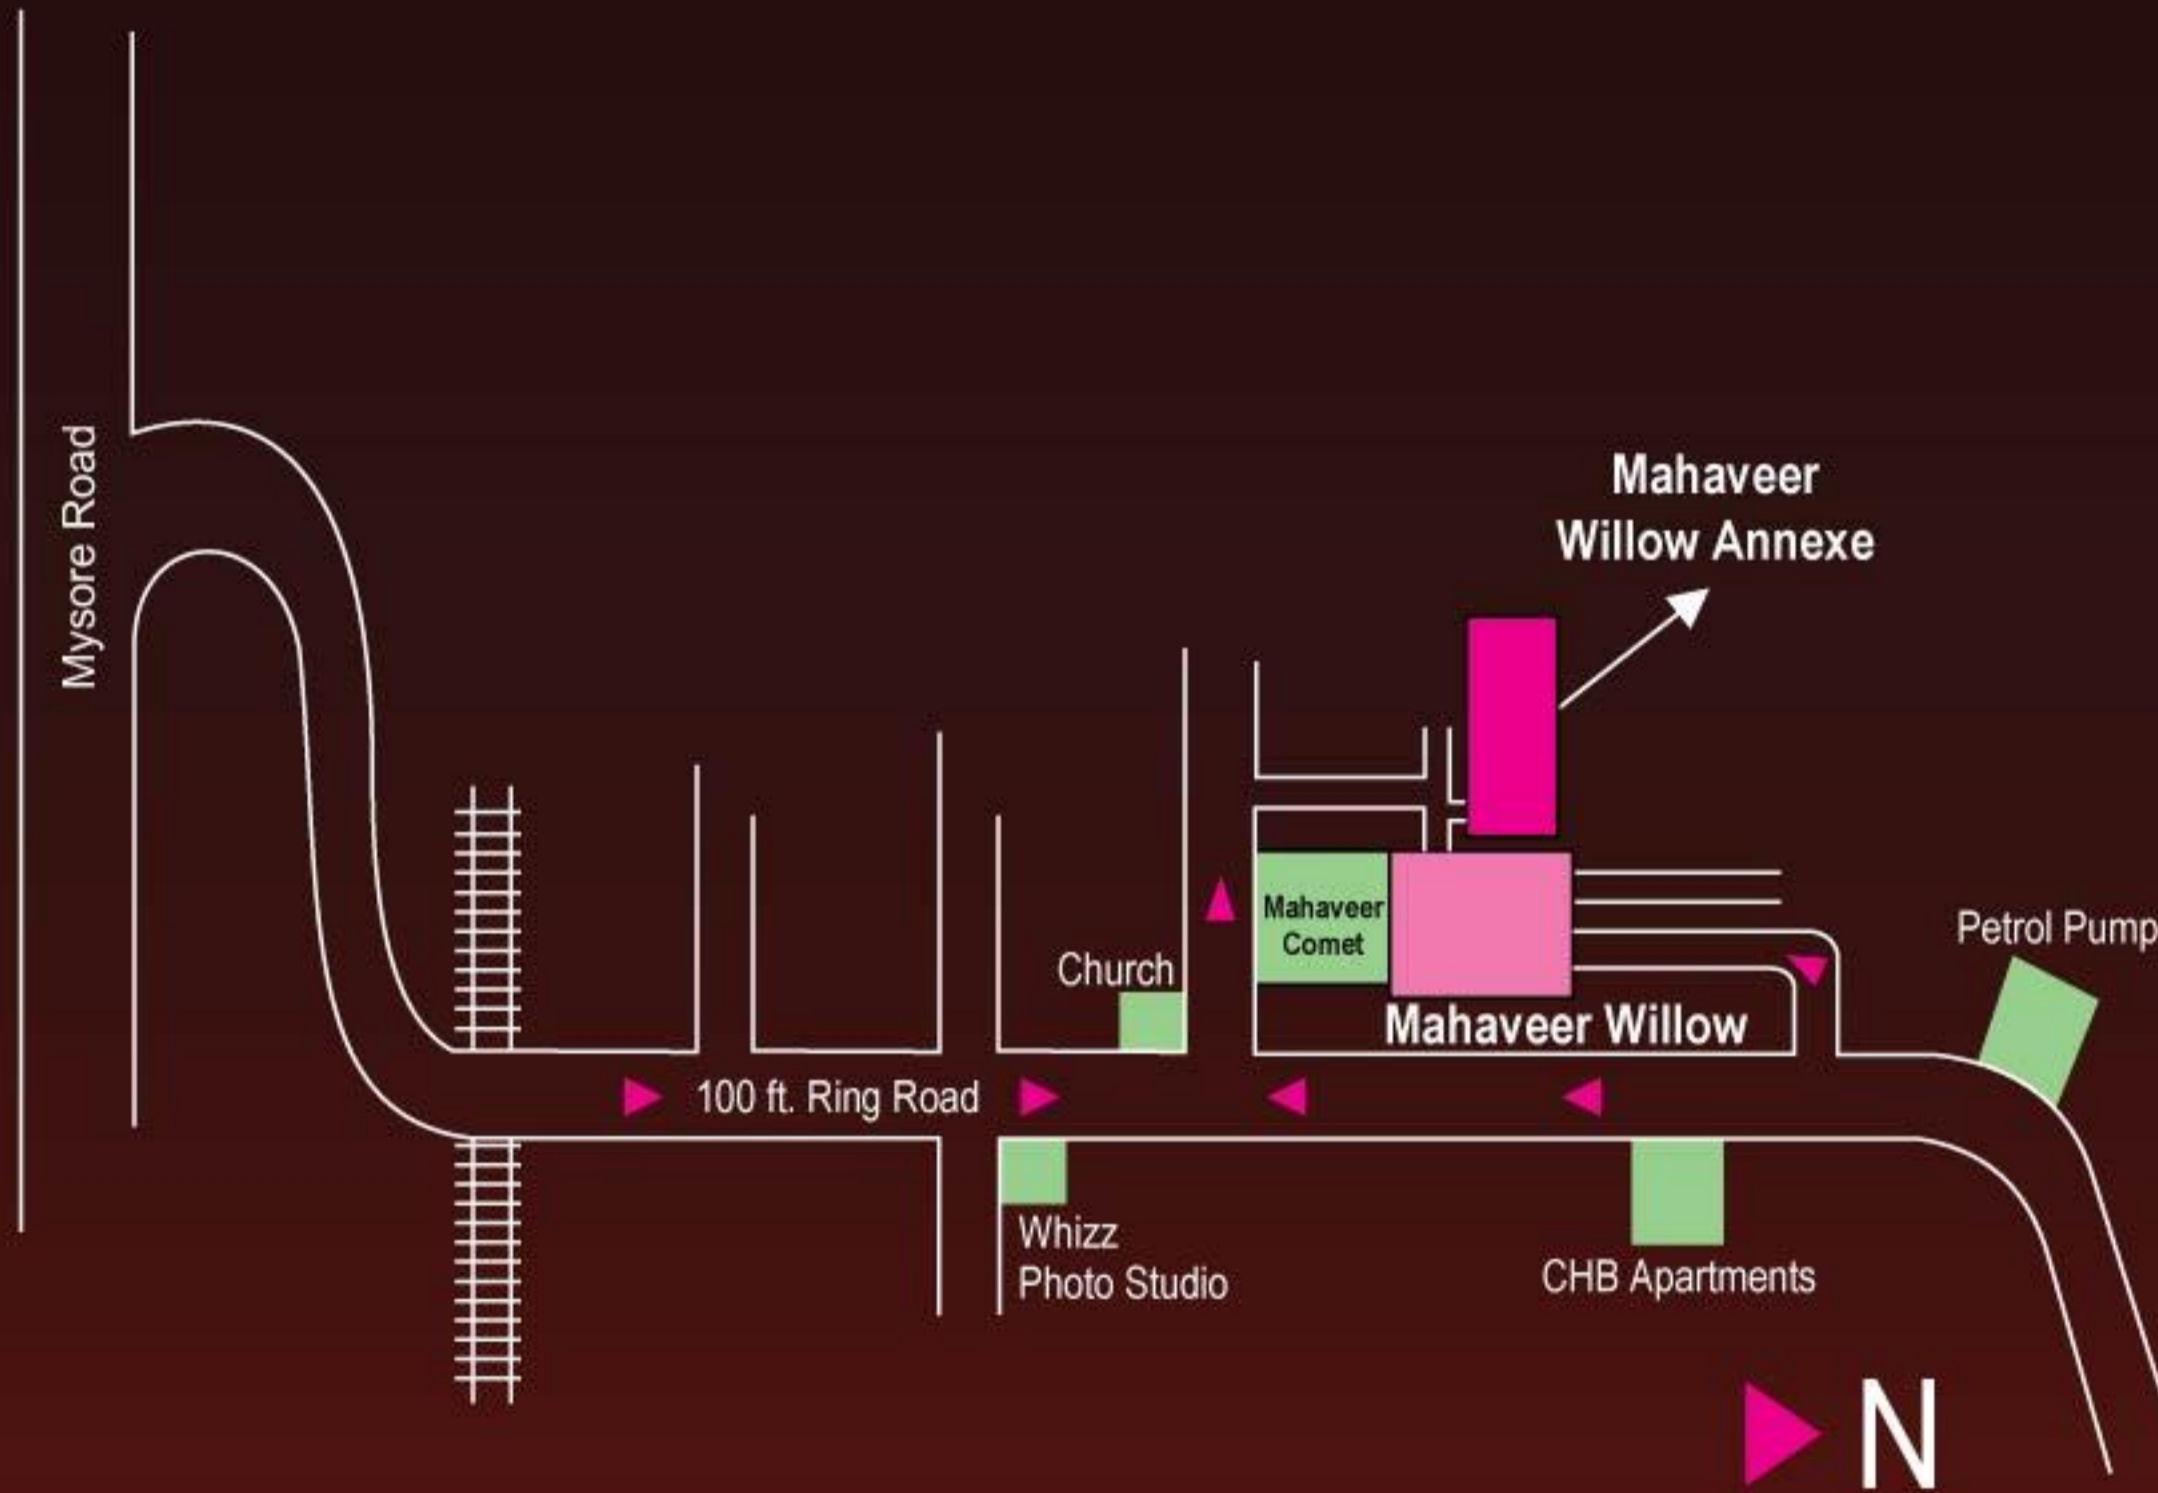 Mysore Road
Mahaveer
Willow Annexe
Mahaveer
Comet
Petrol Pump
Church
Mahaveer Willow
100 ft. Ring Road
Whizz
Photo Studio
CHB Apartments
N